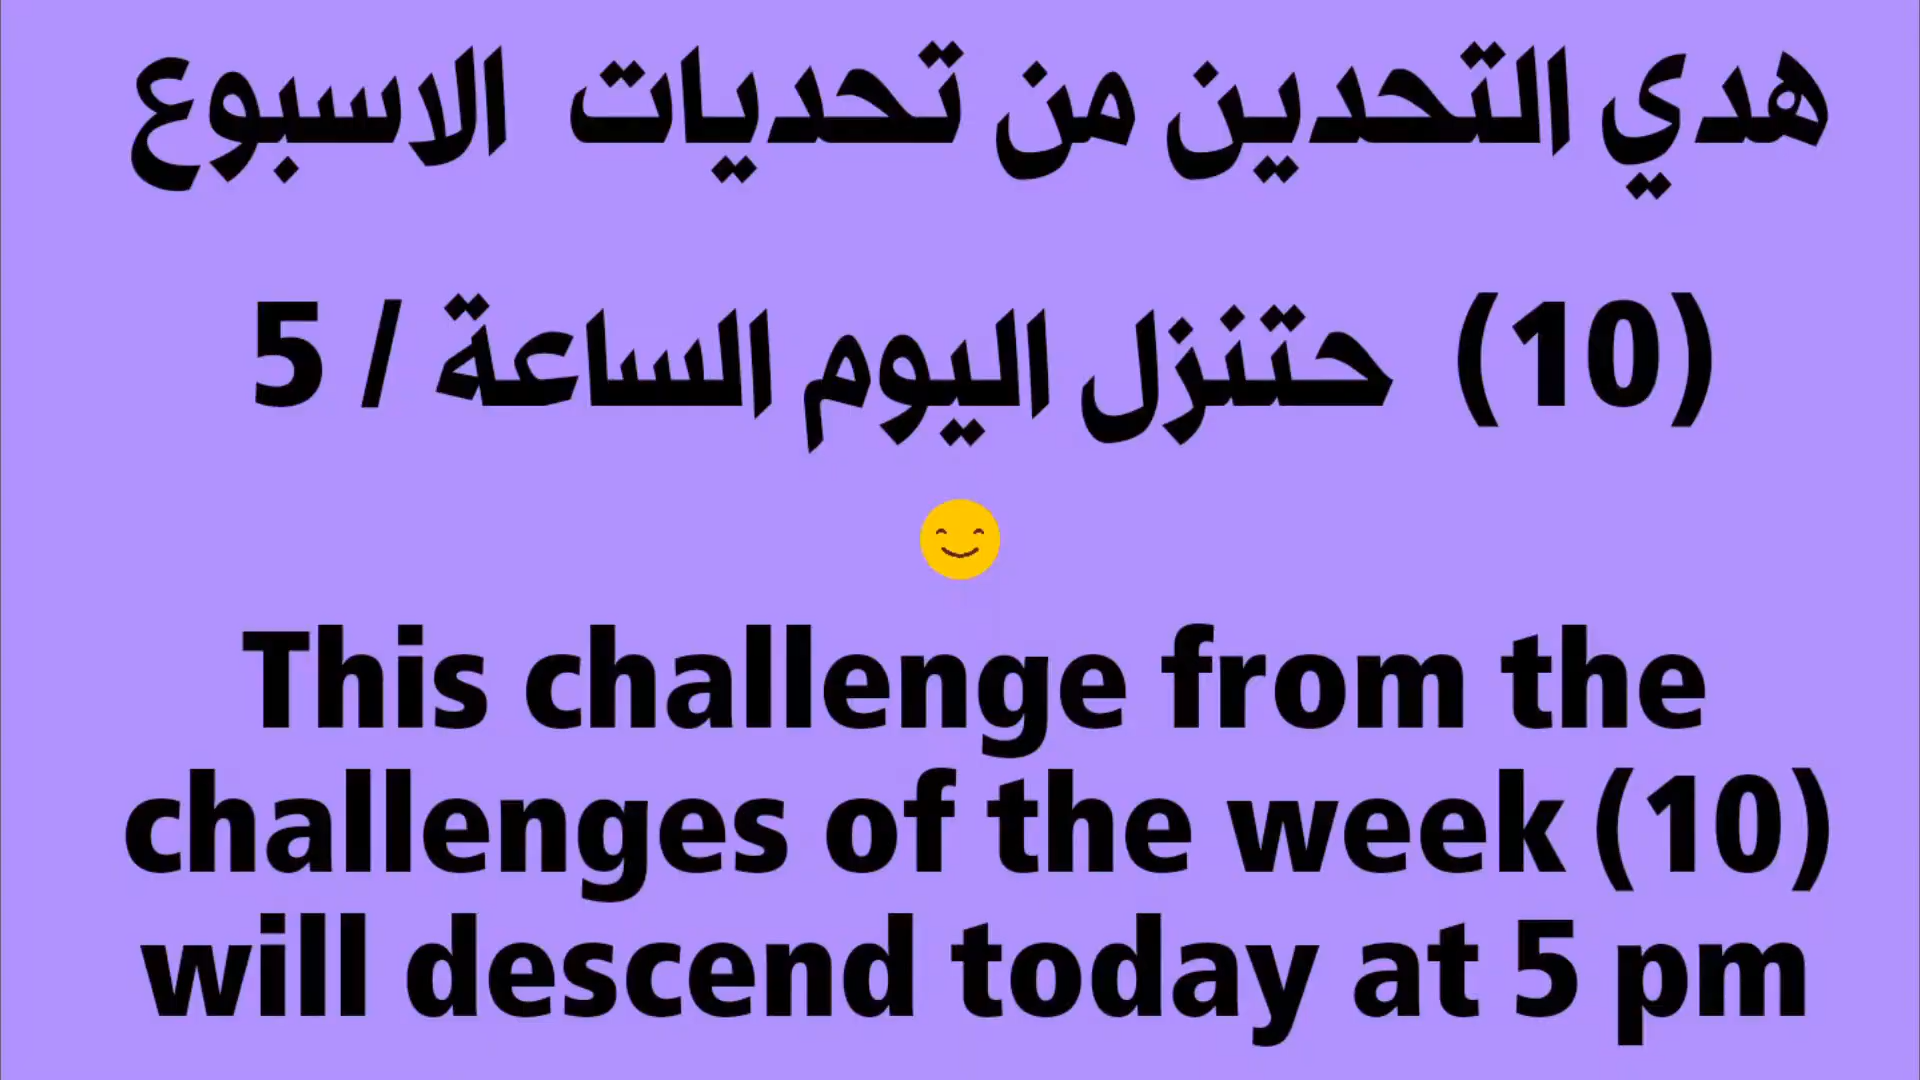 هدي التحدين من تحديات الاسبوع
(10) حتنزل اليوم الساعة / 5
😊
This challenge from the
challenges of the week (10)
will descend today at 5 pm